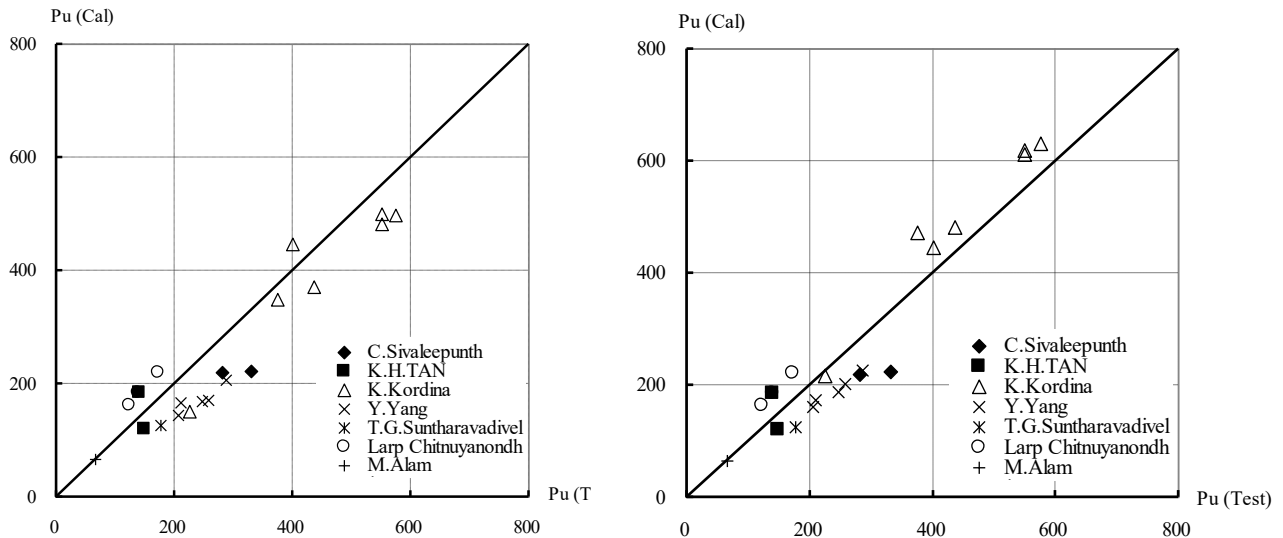 Pu (Cal)
800
600
400
200
0
0
200
400
600
800
Pu (T
C.Sivaleepunth
K.H.TAN
K.Kordina
Y.Yang
T.G.Suntharavadivel
Larp Chitnuyanondh
M.Alam
Pu (Cal)
800
600
400
200
0
0
200
400
600
800
Pu (Test)
C.Sivaleepunth
K.H.TAN
K.Kordina
Y.Yang
T.G.Suntharavadivel
Larp Chitnuyanondh
M.Alam